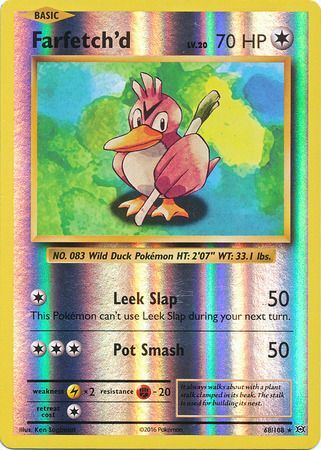 BASIC
Farfetch'd LV.20 70 HP
NO. 083 Wild Duck Pokémon HT: 2'07" WT: 33.1 lbs.
Leek Slap 50
This Pokémon can't use Leek Slap during your next turn.
Pot Smash 50
weakness ×2 resistance -20
retreat cost
It always walks about with a plant
stalk clamped in its beak. The stalk
is used for building its nest.
Illus. Ken Sugimori ©2016 Pokémon 68/108 ★